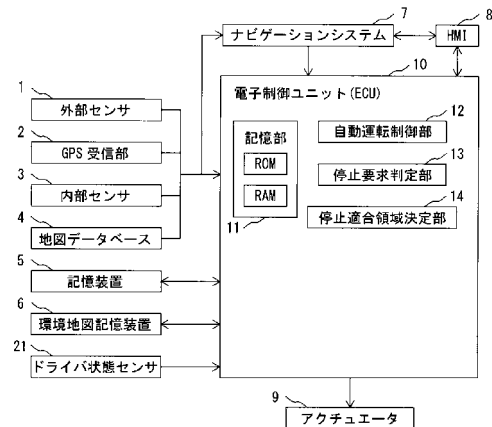 7
ナビゲーションシステム
8
HMI
10
電子制御ユニット(ECU)
1
外部センサ
2
GPS 受信部
3
内部センサ
4
地図データベース
5
記憶装置
6
環境地図記憶装置
21
ドライバ状態センサ
記憶部
ROM
RAM
11
12
自動運転制御部
13
停止要求判定部
14
停止適合領域決定部
9
アクチュエータ